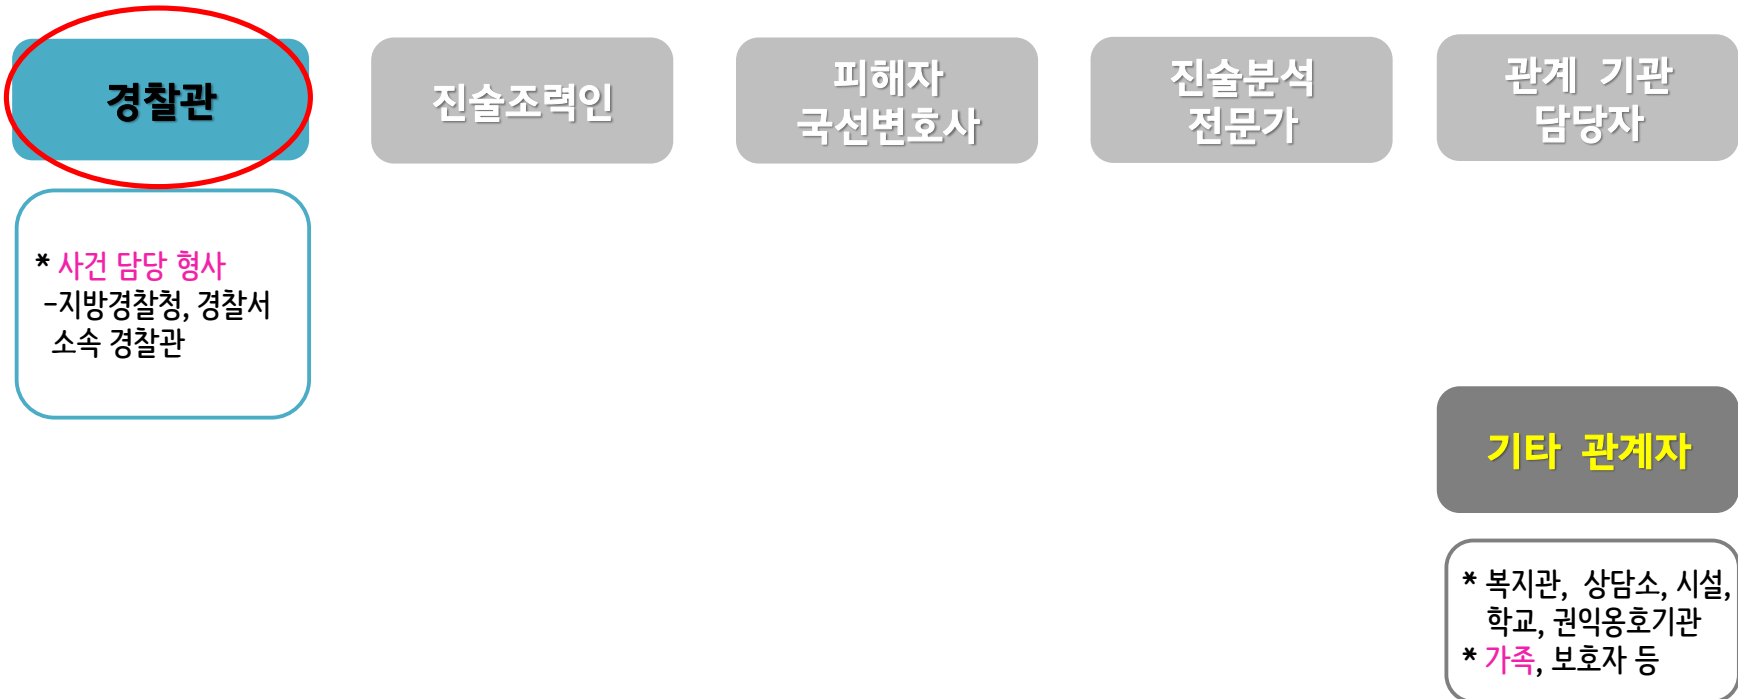 경찰관
진술조력인
피해자
국선변호사
진술분석
전문가
관계 기관
담당자
* 사건 담당 형사
-지방경찰청, 경찰서
소속 경찰관
기타 관계자
* 복지관, 상담소, 시설,
학교, 권익옹호기관
* 가족, 보호자 등